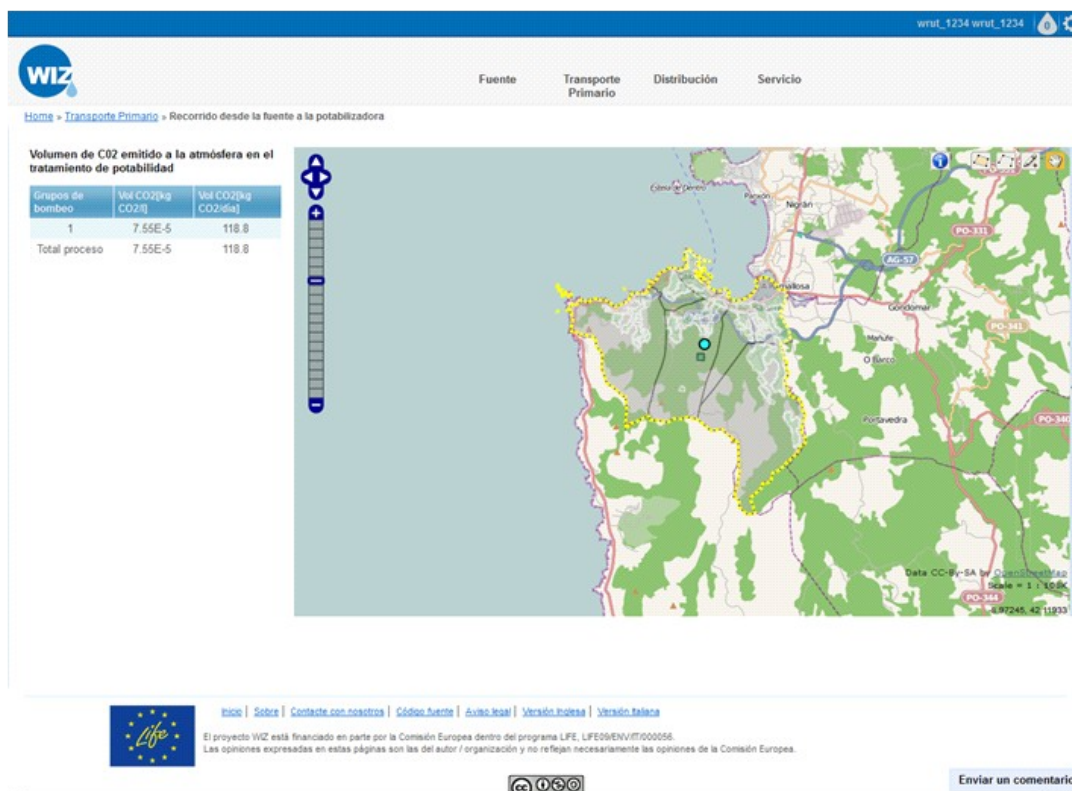 wrut_1234 wrut_1234
0
WIZ
Fuente
Transporte Primario
Distribución
Servicio
Home » Transporte Primario » Recorrido desde la fuente a la potabilizadora
Volumen de C02 emitido a la atmósfera en el
tratamiento de potabilidad
Grupos de bombeo
Vol CO2[kg CO2/l]
Vol CO2[kg CO2/día]
1 7.55E-5 118.8
Total proceso 7.55E-5 118.8
Panxón
Nigrán
PO-331
AG-57
Gondomar
PO-341
Mañufe
O Barco
Peitavedra
PO-340
Data CC-By-SA by OpenStreetMap
PO-344
Inicio | Sobre | Contacte con nosotros | Código fuente | Aviso legal | Versión Inglesa | Versión Italiana
Life
El proyecto WIZ está financiado en parte por la Comisión Europea dentro del programa LIFE, LIFE09/ENV/IT/000056.
Las opiniones expresadas en estas páginas son las del autor / organización y no reflejan necesariamente las opiniones de la Comisión Europea.
cc
Enviar un comentario